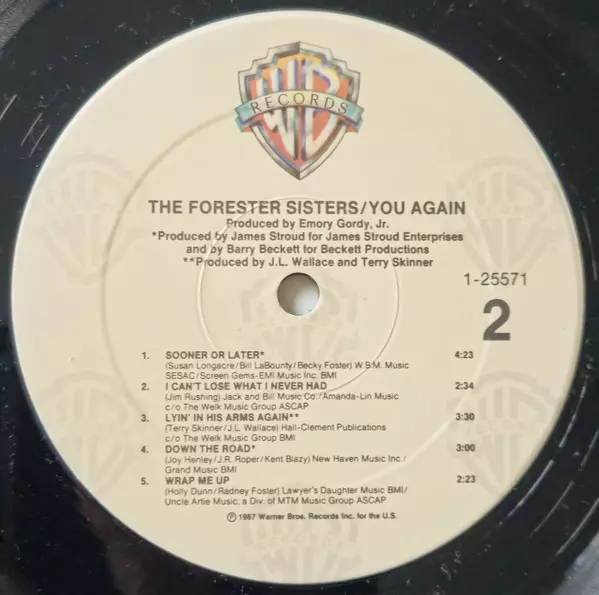 WB
RECORDS
THE FORESTER SISTERS/YOU AGAIN
Produced by Emory Gordy, Jr.
*Produced by James Stroud for James Stroud Enterprises
and by Barry Beckett for Beckett Productions
**Produced by J.L. Wallace and Terry Skinner
1-25571
2
1. SOONER OR LATER* 4:23
(Susan Longacre/Bill LaBounty/Becky Foster) W.B.M. Music
SESAC/Screen Gems-EMI Music Inc. BMI
2. I CAN'T LOSE WHAT I NEVER HAD 2:34
(Jim Rushing) Jack and Bill Music Co./Amanda-Lin Music
c/o The Welk Music Group ASCAP
3. LYIN' IN HIS ARMS AGAIN** 3:30
(Terry Skinner/J.L. Wallace) Hall-Clement Publications
c/o The Welk Music Group BMI
4. DOWN THE ROAD* 3:00
(Joy Henley/J.R. Roper/Kent Blazy) New Haven Music Inc./
Grand Music BMI
5. WRAP ME UP 2:23
(Holly Dunn/Radney Foster) Lawyer's Daughter Music BMI/
Uncle Artie Music, a Div. of MTM Music Group ASCAP
℗ 1987 Warner Bros. Records Inc. for the U.S.